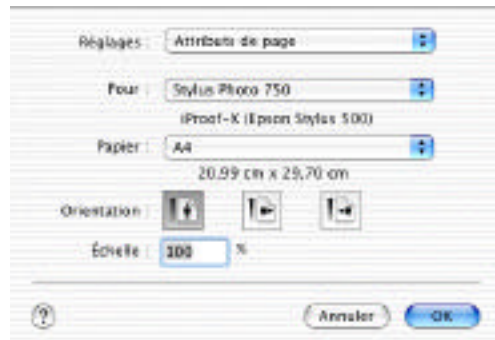 Réglages : Attributs de page
Pour : Stylus Photo 750
iProof-K (Epson Stylus 500)
Papier : A4
20,99 cm x 29,70 cm
Orientation :
Échelle : 100 %
? Annuler OK